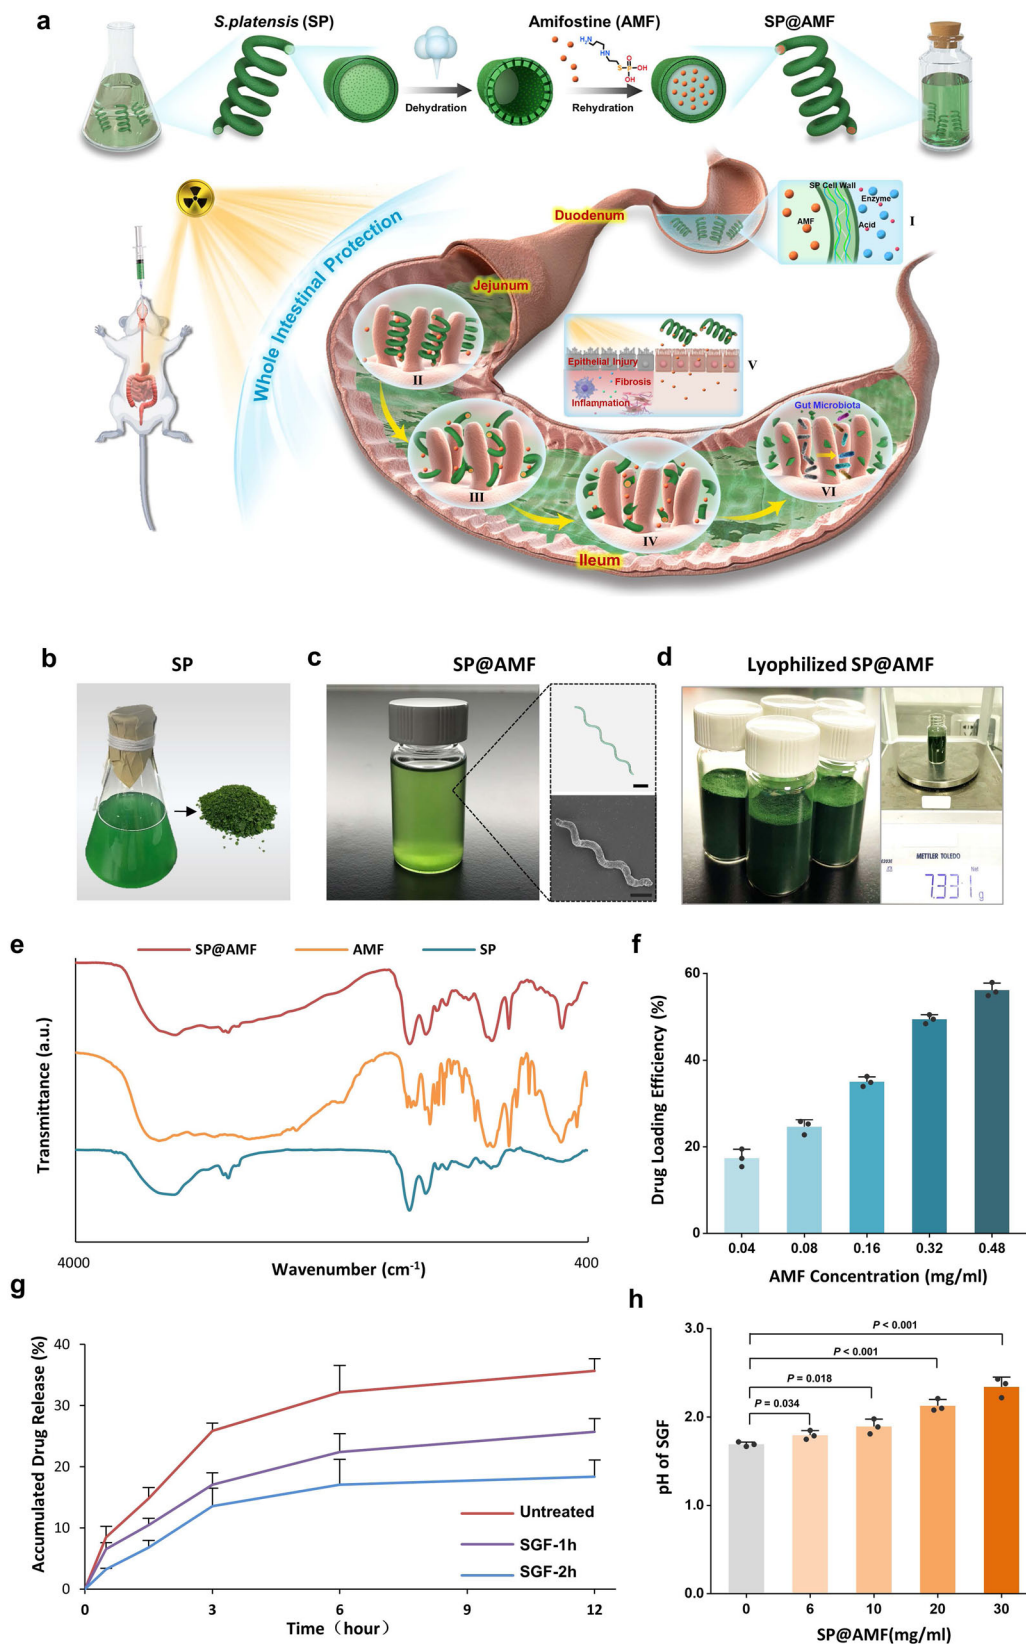 a
S.platensis (SP)
Amifostine (AMF)
SP@AMF
H₂N
HN
S
P
O
OH
OH
Dehydration
Rehydration
Whole Intestinal Protection
Duodenum
Jejunum
Ileum
SP Cell Wall
Enzyme
AMF
Acid
I
II
III
IV
Epithelial Injury
Fibrosis
Inflammation
V
Gut Microbiota
VI
b
SP
c
SP@AMF
d
Lyophilized SP@AMF
METTLER TOLEDO
7.331 g
e
SP@AMF
AMF
SP
Transmittance (a.u.)
4000
400
Wavenumber (cm⁻¹)
f
Drug Loading Efficiency (%)
60
40
20
0
0.04
0.08
0.16
0.32
0.48
AMF Concentration (mg/ml)
g
Accumulated Drug Release (%)
40
30
20
10
0
Untreated
SGF-1h
SGF-2h
0
3
6
9
12
Time (hour)
h
pH of SGF
3.0
2.0
1.0
0.0
P < 0.001
P < 0.001
P = 0.018
P = 0.034
0
6
10
20
30
SP@AMF(mg/ml)